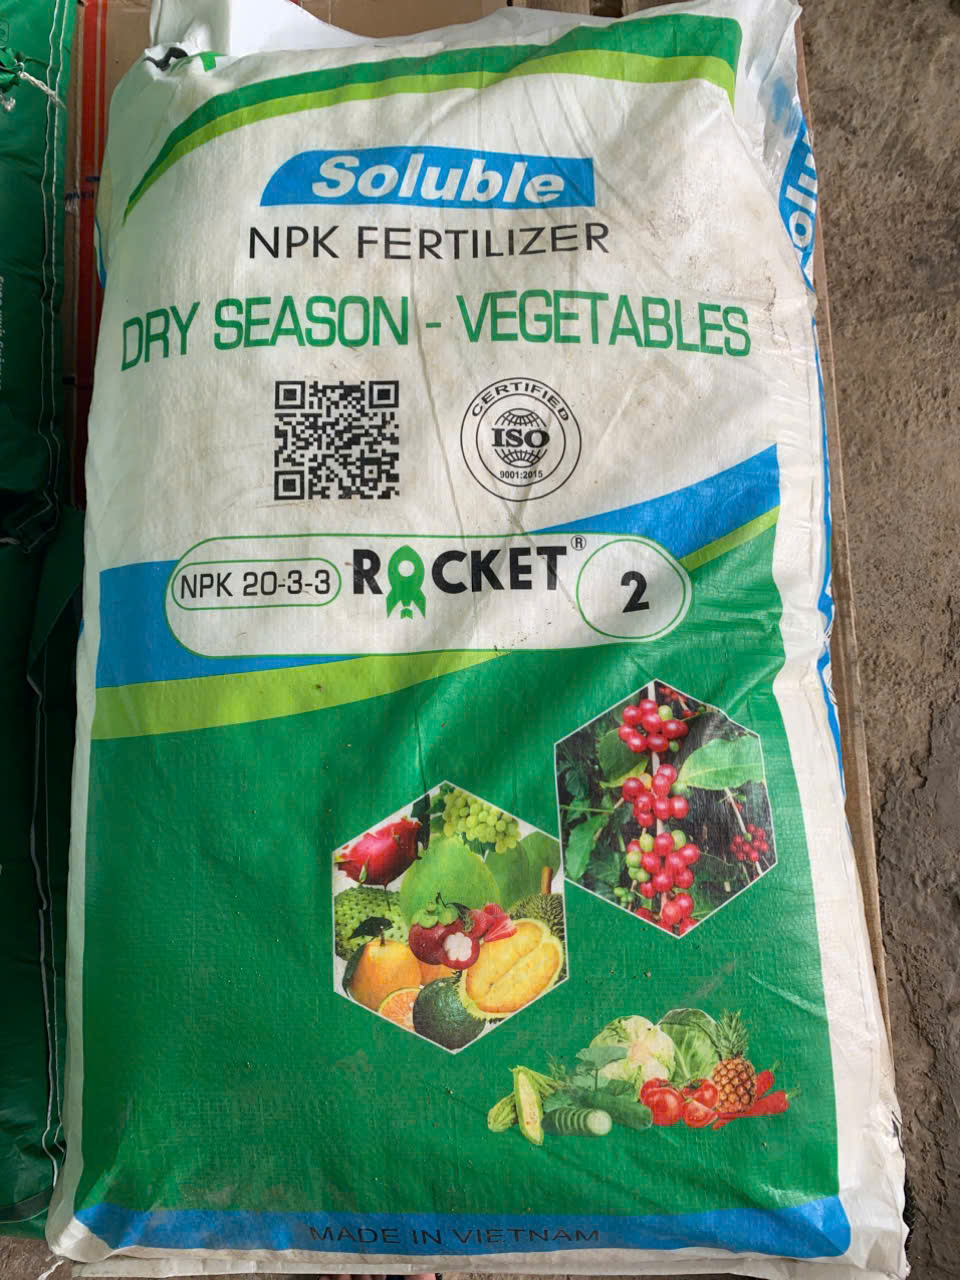 Soluble
NPK FERTILIZER
DRY SEASON - VEGETABLES
CERTIFIED
ISO
9001:2015
NPK 20-3-3
ROCKET®
2
MADE IN VIETNAM